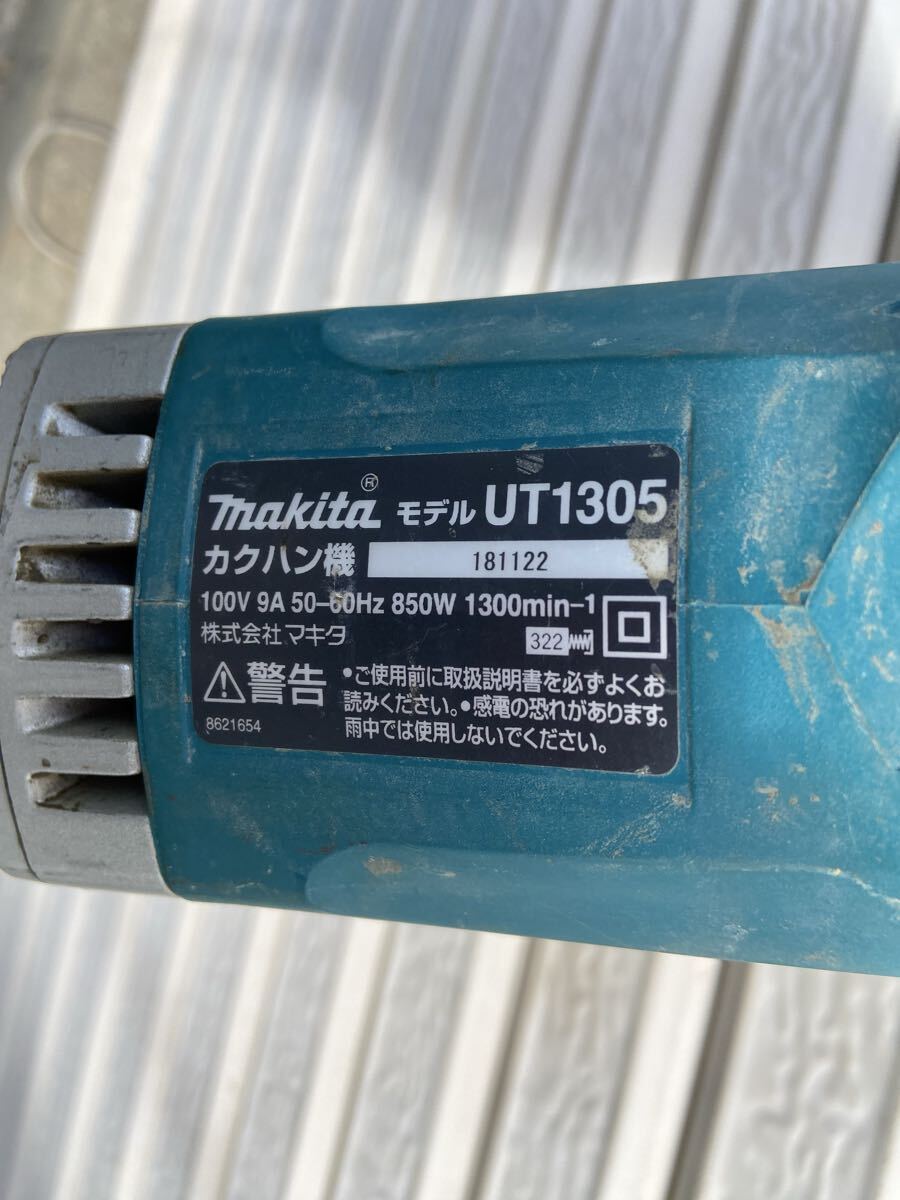 makita® モデル UT1305
カクハン機 181122
100V 9A 50-60Hz 850W 1300min-1
株式会社マキタ 322
警告 •ご使用前に取扱説明書を必ずよくお
読みください。•感電の恐れがあります。
雨中では使用しないでください。
8621654